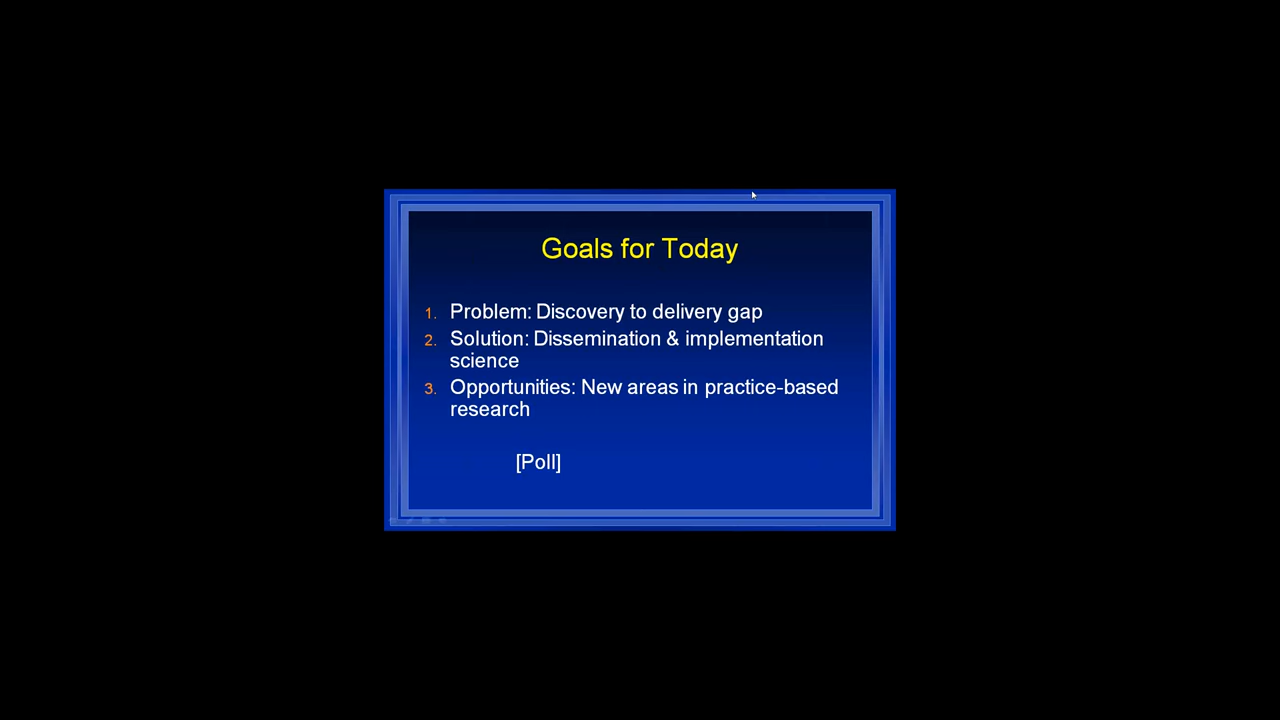 Goals for Today
1. Problem: Discovery to delivery gap
2. Solution: Dissemination & implementation
science
3. Opportunities: New areas in practice-based
research
[Poll]